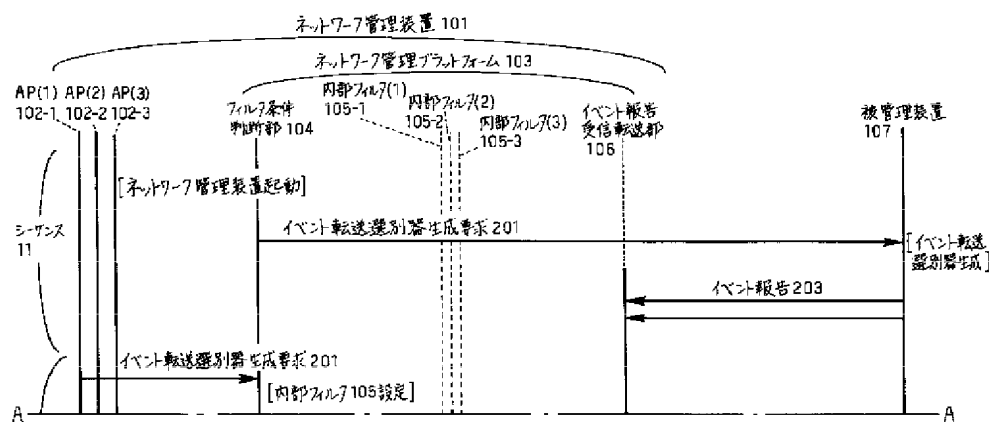 ネットワーク管理装置 101
ネットワーク管理プラットフォーム 103
AP(1) AP(2) AP(3)
102-1 102-2 102-3
フィルタ条件
判断部 104
内部フィルタ(1)
105-1
内部フィルタ(2)
105-2
内部フィルタ(3)
105-3
イベント報告
受信転送部
106
被管理装置
107
[ネットワーク管理装置起動]
シーケンス
11
イベント転送選別器生成要求 201
[イベント転送
選別器生成]
イベント報告 203
イベント転送選別器生成要求 201
[内部フィルタ 105 設定]
A
A